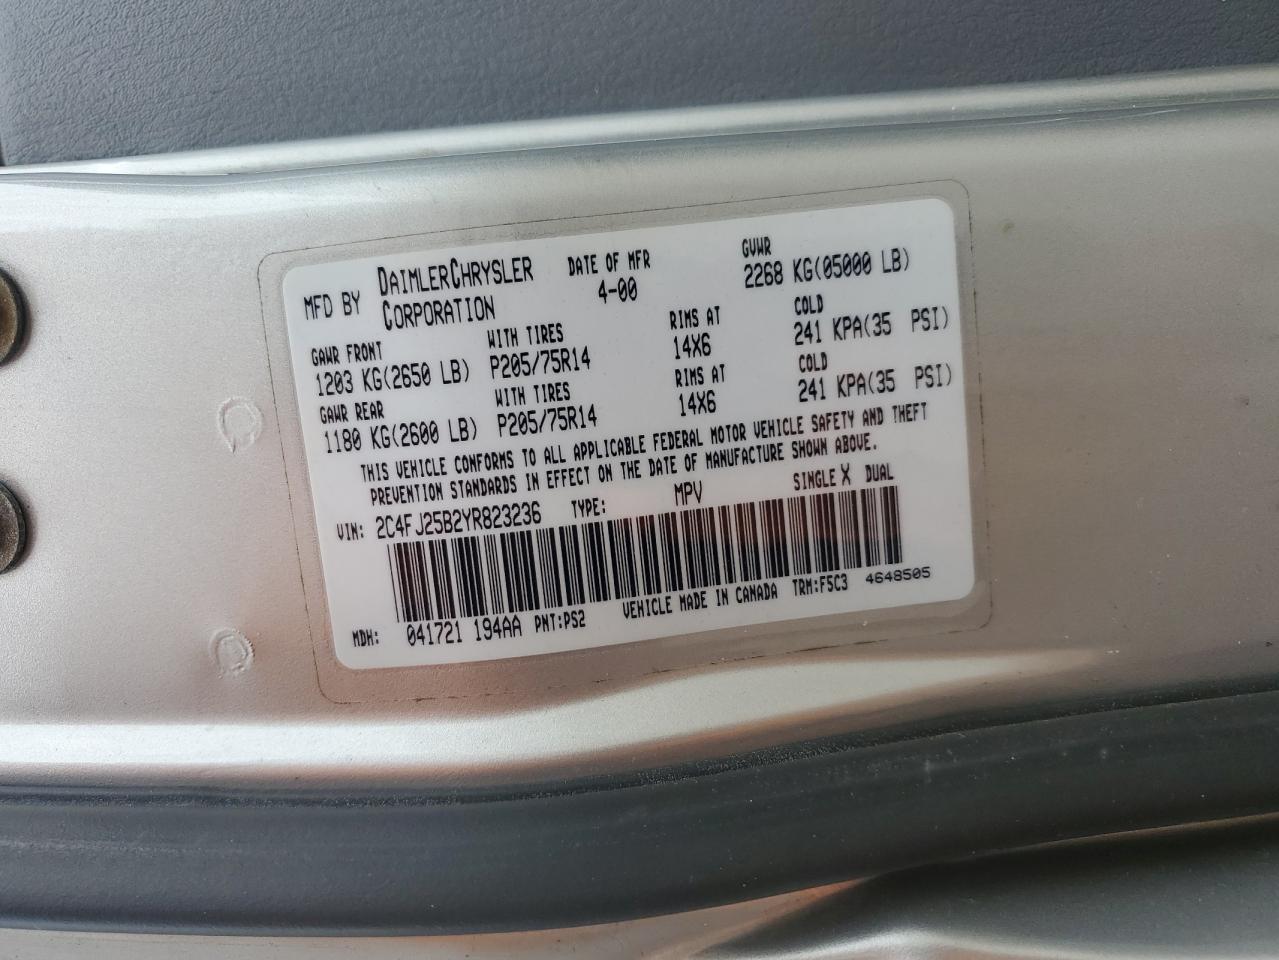 MFD BY DAIMLERCHRYSLER CORPORATION DATE OF MFR 4-00 GVWR 2268 KG(05000 LB)
GAWR FRONT WITH TIRES RIMS AT COLD
1203 KG(2650 LB) P205/75R14 14X6 241 KPA(35 PSI)
GAWR REAR WITH TIRES RIMS AT COLD
1180 KG(2600 LB) P205/75R14 14X6 241 KPA(35 PSI)
THIS VEHICLE CONFORMS TO ALL APPLICABLE FEDERAL MOTOR VEHICLE SAFETY AND THEFT
PREVENTION STANDARDS IN EFFECT ON THE DATE OF MANUFACTURE SHOWN ABOVE.
VIN: 2C4FJ25B2YR823236 TYPE: MPV SINGLE X DUAL
MDH: 041721 194AA PNT:PS2 VEHICLE MADE IN CANADA TRM:F5C3 4648505